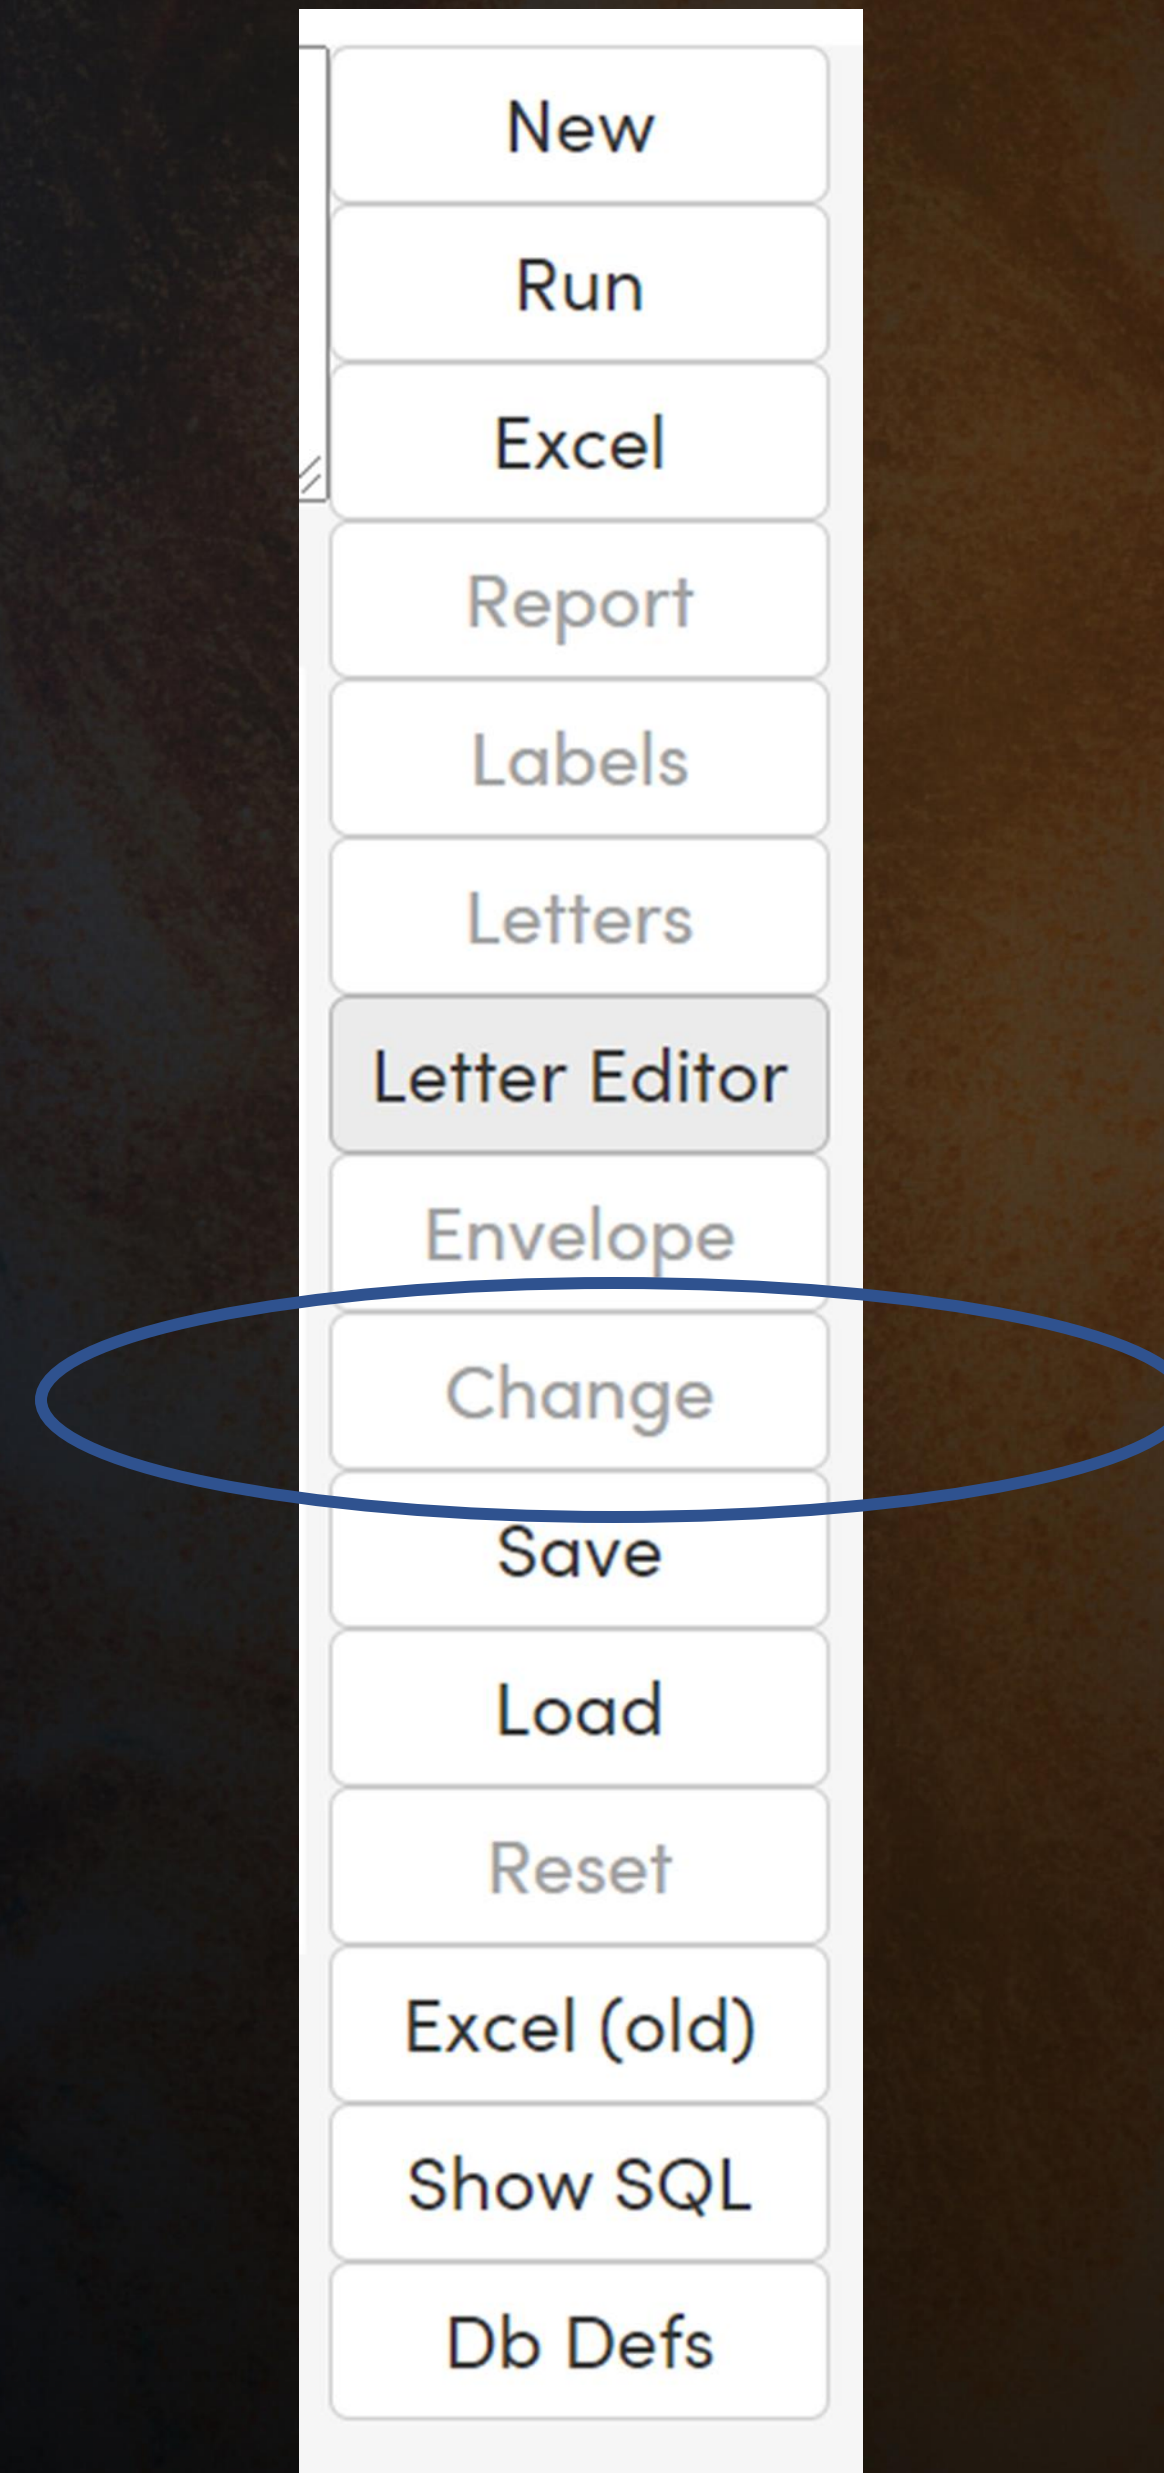 New
Run
Excel
Report
Labels
Letters
Letter Editor
Envelope
Change
Save
Load
Reset
Excel (old)
Show SQL
Db Defs